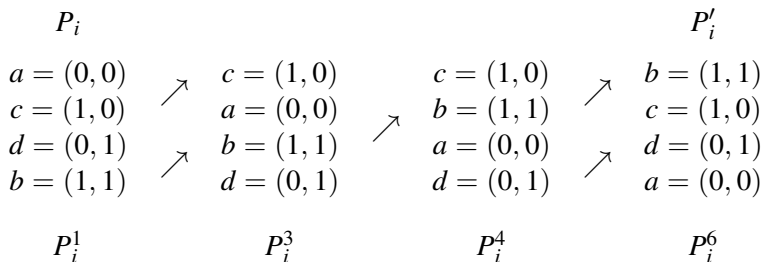 P_i P_i′
a = (0,0) c = (1,0) c = (1,0) b = (1,1)
c = (1,0) ↗ a = (0,0) b = (1,1) ↗ c = (1,0)
d = (0,1) b = (1,1) ↗ a = (0,0) d = (0,1)
b = (1,1) ↗ d = (0,1) d = (0,1) ↗ a = (0,0)
P_i^1 P_i^3 P_i^4 P_i^6